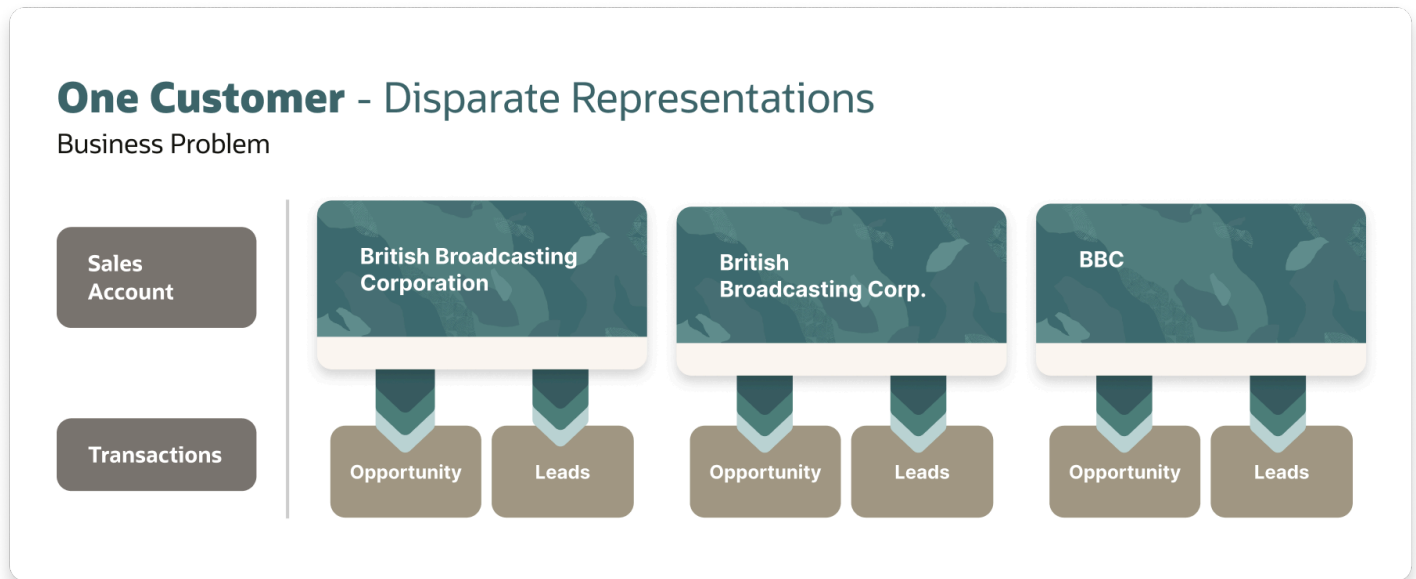 One Customer - Disparate Representations
Business Problem
Sales
Account
British Broadcasting
Corporation
British
Broadcasting Corp.
BBC
Transactions
Opportunity
Leads
Opportunity
Leads
Opportunity
Leads